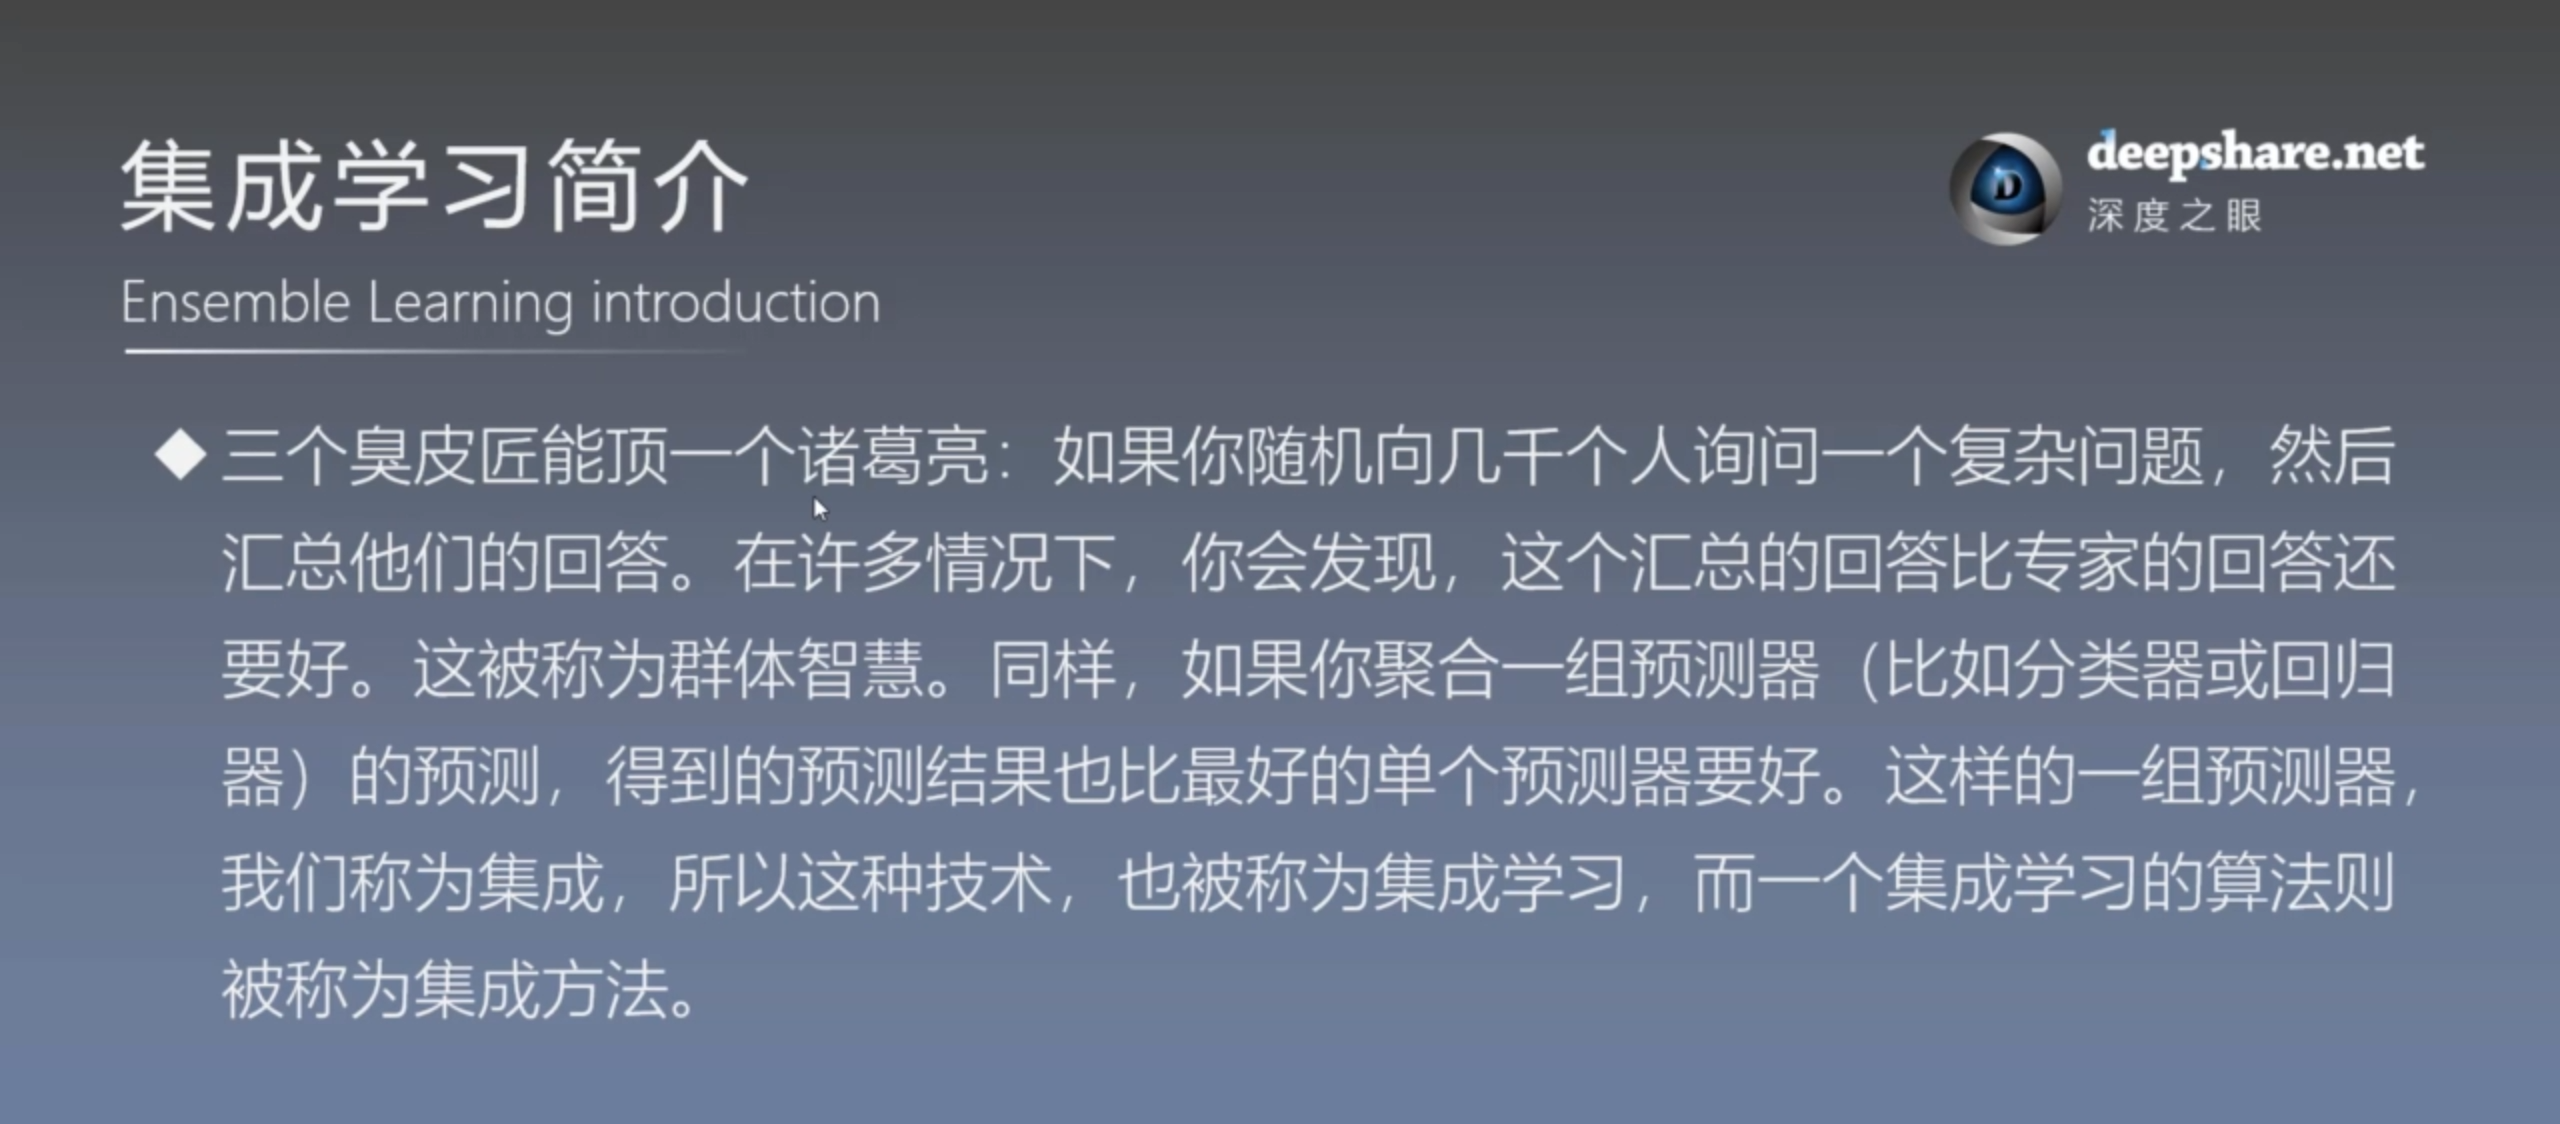 集成学习简介
deepshare.net
深度之眼
Ensemble Learning introduction
◆三个臭皮匠能顶一个诸葛亮：如果你随机向几千个人询问一个复杂问题，然后
汇总他们的回答。在许多情况下，你会发现，这个汇总的回答比专家的回答还
要好。这被称为群体智慧。同样，如果你聚合一组预测器（比如分类器或回归
器）的预测，得到的预测结果也比最好的单个预测器要好。这样的一组预测器，
我们称为集成，所以这种技术，也被称为集成学习，而一个集成学习的算法则
被称为集成方法。